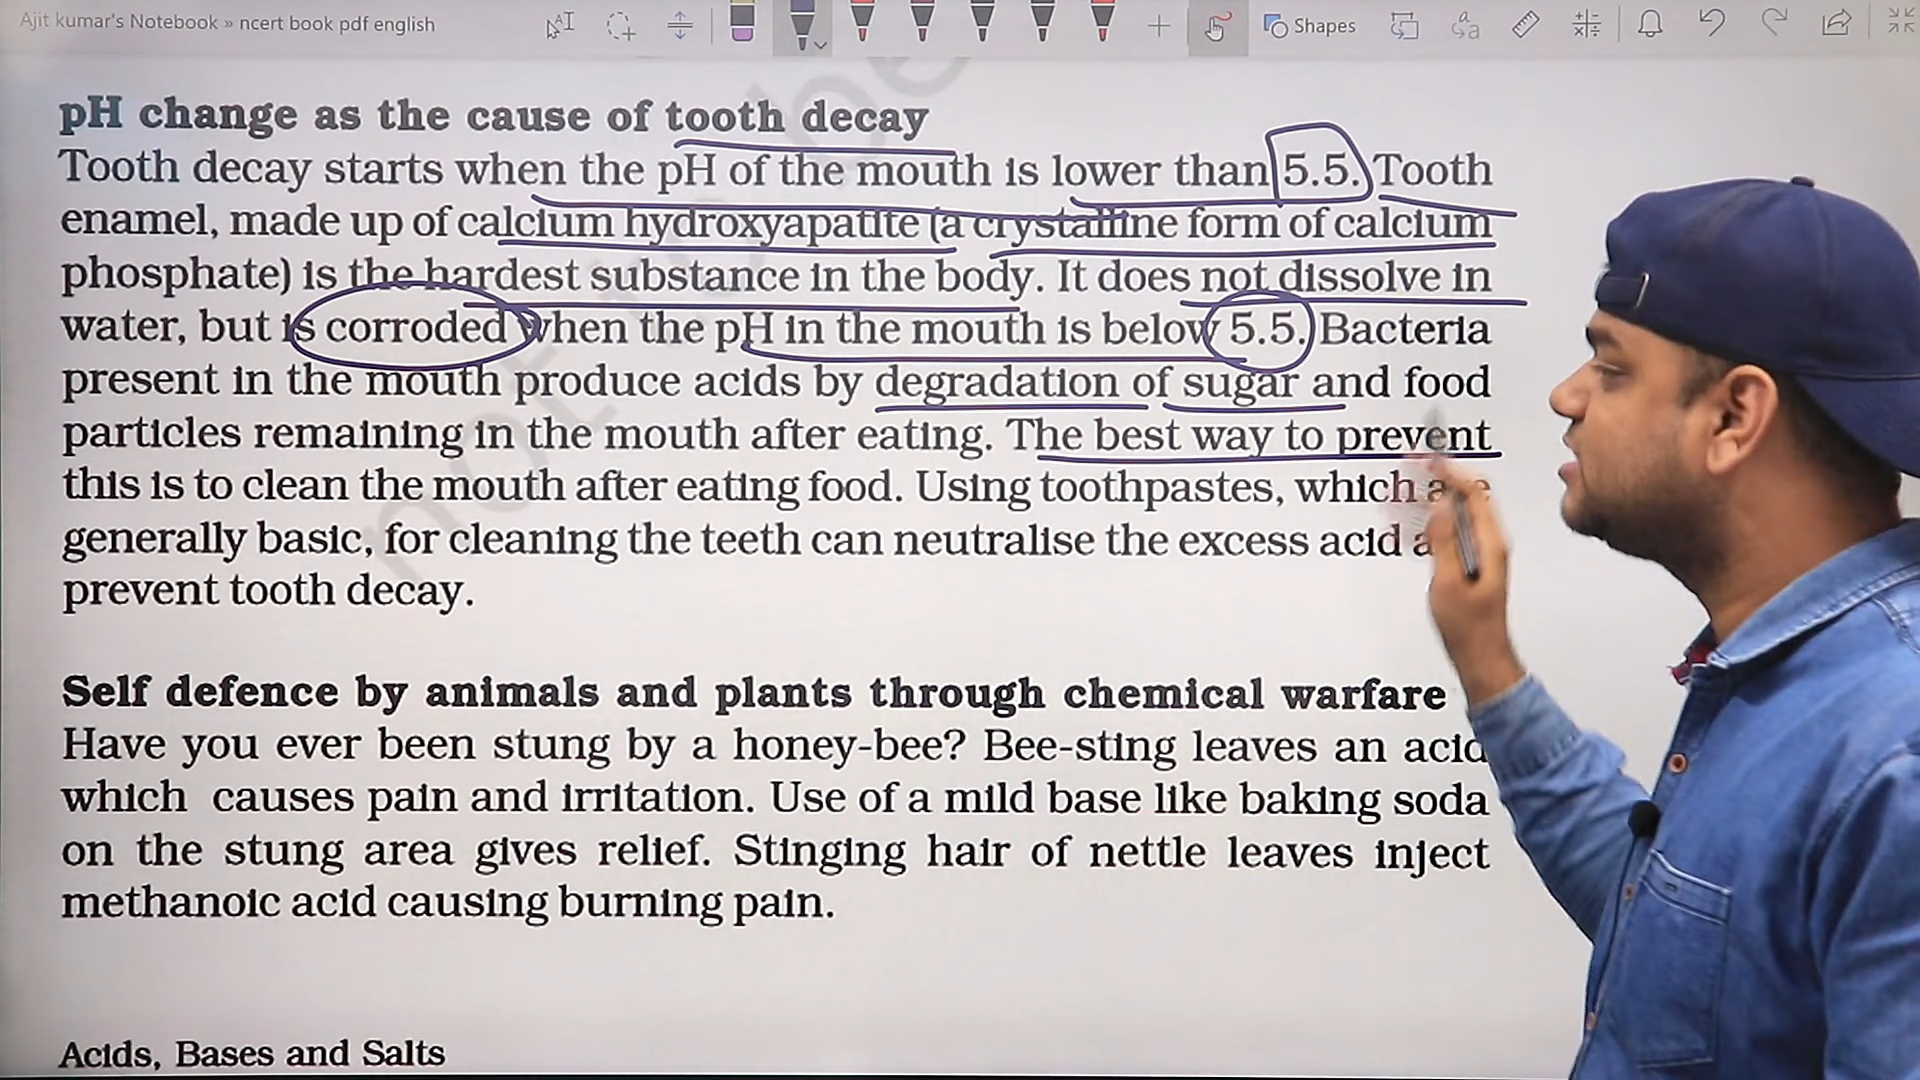 Ajit kumar's Notebook » ncert book pdf english
Shapes
pH change as the cause of tooth decay
Tooth decay starts when the pH of the mouth is lower than 5.5. Tooth
enamel, made up of calcium hydroxyapatite (a crystalline form of calcium
phosphate) is the hardest substance in the body. It does not dissolve in
water, but is corroded when the pH in the mouth is below 5.5. Bacteria
present in the mouth produce acids by degradation of sugar and food
particles remaining in the mouth after eating. The best way to prevent
this is to clean the mouth after eating food. Using toothpastes, which
generally basic, for cleaning the teeth can neutralise the excess acid
prevent tooth decay.
Self defence by animals and plants through chemical warfare
Have you ever been stung by a honey-bee? Bee-sting leaves an acid
which causes pain and irritation. Use of a mild base like baking soda
on the stung area gives relief. Stinging hair of nettle leaves inject
methanoic acid causing burning pain.
Acids, Bases and Salts